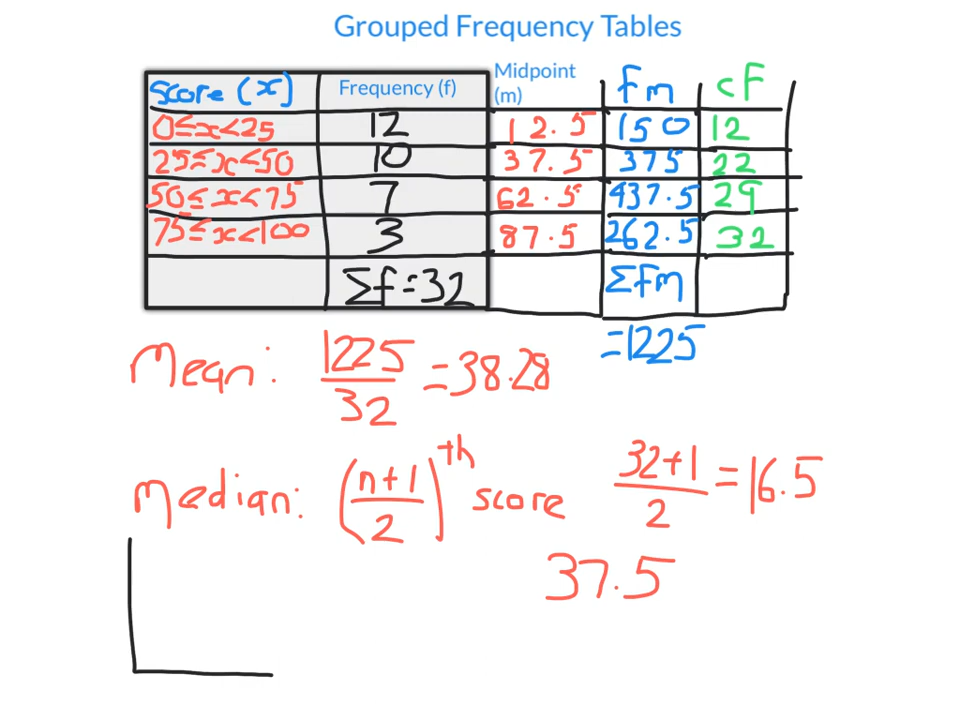 Grouped Frequency Tables
Score (x) Frequency (f) Midpoint (m) fm cF
0≤x<25 12 12.5 150 12
25≤x<50 10 37.5 375 22
50≤x<75 7 62.5 437.5 29
75≤x<100 3 87.5 262.5 32
Σf=32 Σfm
=1225
Mean: 1225/32 =38.28
Median: (n+1/2)th score 32+1/2 =16.5
37.5